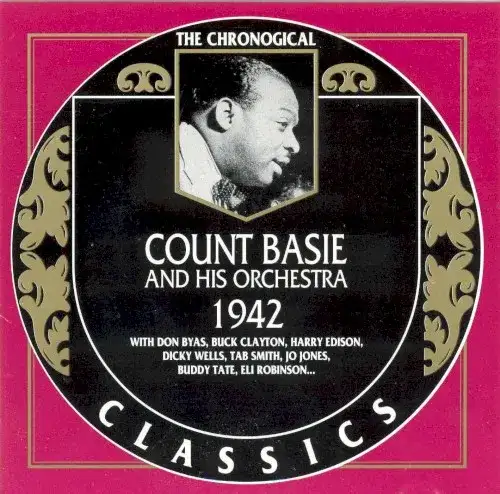 THE CHRONOGICAL
COUNT BASIE
AND HIS ORCHESTRA
1942
WITH DON BYAS, BUCK CLAYTON, HARRY EDISON,
DICKY WELLS, TAB SMITH, JO JONES,
BUDDY TATE, ELI ROBINSON...
CLASSICS